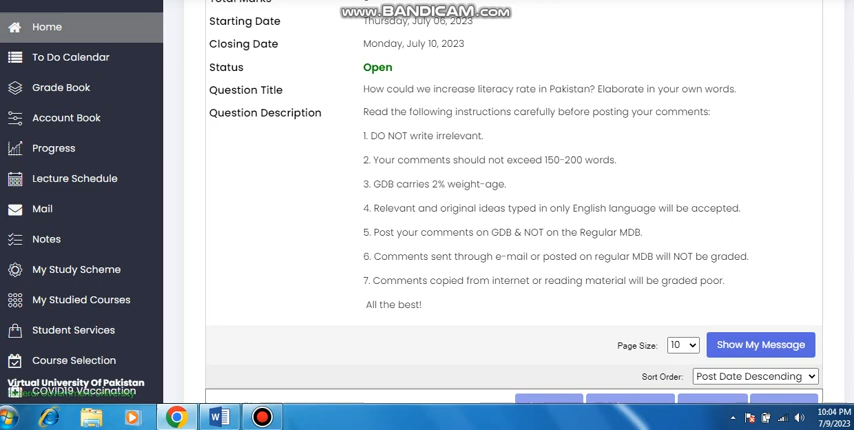 WWW.BANDICAM.COM
Starting Date
Thursday, July 06, 2023
Home
Closing Date
Monday, July 10, 2023
To Do Calendar
Status
Open
Grade Book
Question Title
How could we increase literacy rate in Pakistan? Elaborate in your own words.
Account Book
Question Description
Read the following instructions carefully before posting your comments:
1. DO NOT write irrelevant.
Progress
2. Your comments should not exceed 150-200 words.
Lecture Schedule
3. GDB carries 2% weight-age.
Mail
4. Relevant and original ideas typed in only English language will be accepted.
Notes
5. Post your comments on GDB & NOT on the Regular MDB.
My Study Scheme
6. Comments sent through e-mail or posted on regular MDB will NOT be graded.
My Studied Courses
7. Comments copied from internet or reading material will be graded poor.
All the best!
Student Services
Page Size:
10
Show My Message
Course Selection
Sort Order:
Post Date Descending
Virtual University Of Pakistan
COVID19 Vaccination
Federal Government University
10:04 PM
7/9/2023